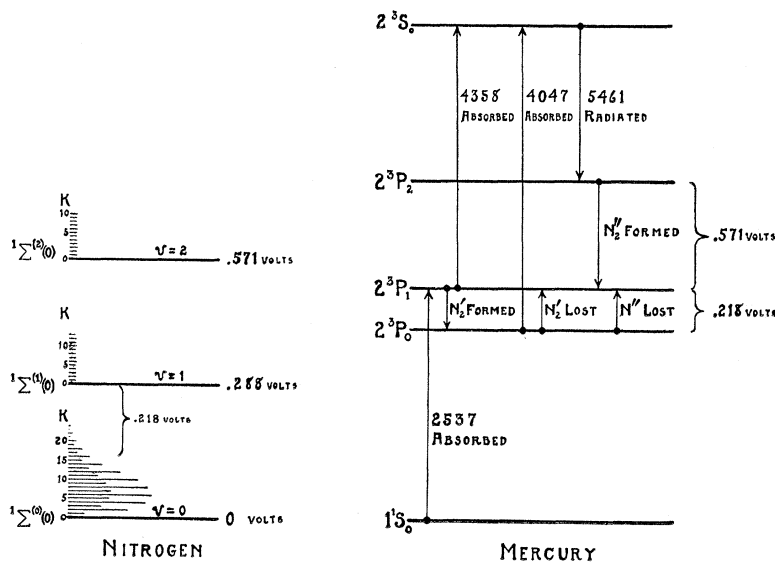 2 ³S₀
4358 ABSORBED
4047 ABSORBED
5461 RADIATED
2³P₂
N₂″ FORMED
.571 VOLTS
2³P₁
N₂′ FORMED
N₂′ LOST
N″ LOST
.218 VOLTS
2³P₀
2537 ABSORBED
1¹S₀
MERCURY
K
10
5
0
¹Σ⁽²⁾(0)
v=2
.571 VOLTS
K
10
5
0
¹Σ⁽¹⁾(0)
v=1
.288 VOLTS
.218 VOLTS
K
20
15
10
5
0
¹Σ⁽⁰⁾(0)
v=0
0 VOLTS
NITROGEN